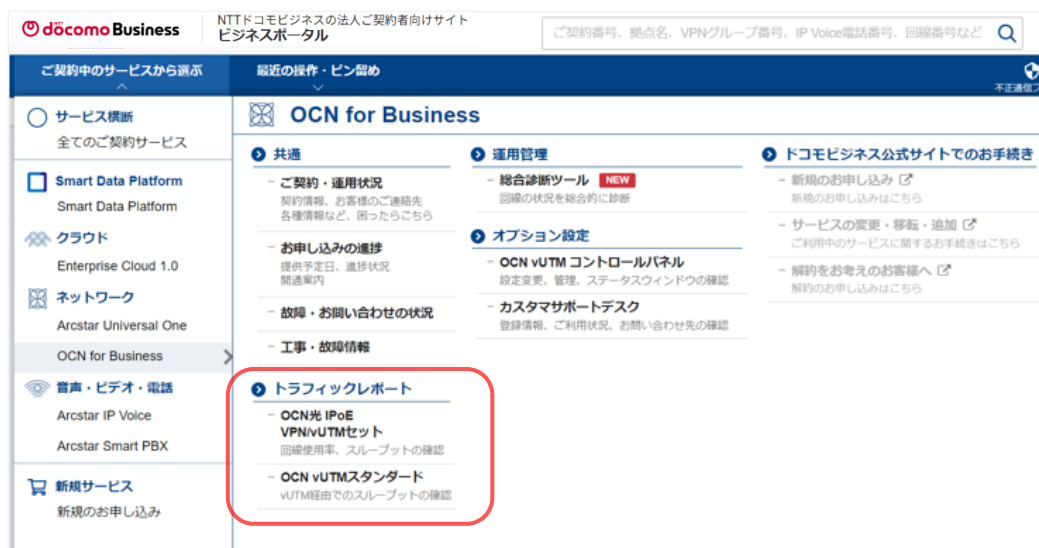 NTT
döcomo Business
NTTドコモビジネスの法人ご契約者向けサイト
ビジネスポータル
ご契約番号、拠点名、VPNグループ番号、IP Voice電話番号、回線番号など
ご契約中のサービスから選ぶ
最近の操作・ピン留め
不正通信ブ
サービス横断
全てのご契約サービス
Smart Data Platform
Smart Data Platform
クラウド
Enterprise Cloud 1.0
ネットワーク
Arcstar Universal One
OCN for Business
音声・ビデオ・電話
Arcstar IP Voice
Arcstar Smart PBX
新規サービス
新規のお申し込み
OCN for Business
共通
- ご契約・運用状況
契約情報、お客様のご連絡先
各種情報など、困ったらこちら
- お申し込みの進捗
提供予定日、進捗状況
開通案内
- 故障・お問い合わせの状況
- 工事・故障情報
トラフィックレポート
- OCN光 IPoE
VPN/vUTMセット
回線使用率、スループットの確認
- OCN vUTMスタンダード
vUTM経由でのスループットの確認
運用管理
- 総合診断ツール NEW
回線の状況を総合的に診断
オプション設定
- OCN vUTM コントロールパネル
設定変更、管理、ステータスウィンドウの確認
- カスタマサポートデスク
登録情報、ご利用状況、お問い合わせ先の確認
ドコモビジネス公式サイトでのお手続き
- 新規のお申し込み
新規のお申し込みはこちら
- サービスの変更・移転・追加
ご利用中のサービスに関するお手続きはこちら
- 解約をお考えのお客様へ
解約のお申し込みはこちら